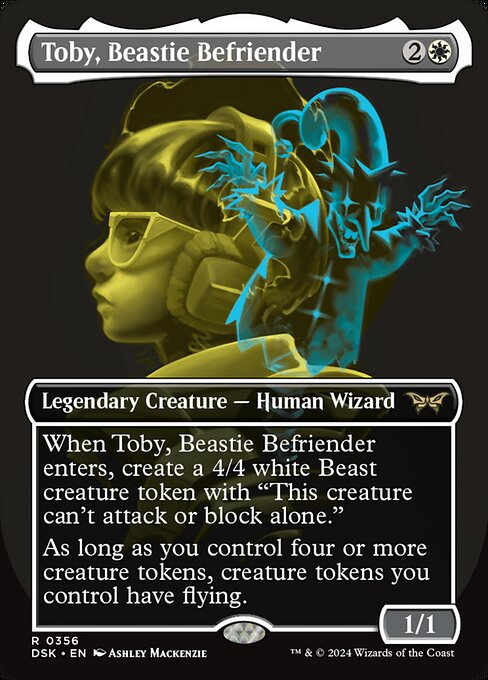 Toby, Beastie Befriender 2
Legendary Creature — Human Wizard
When Toby, Beastie Befriender
enters, create a 4/4 white Beast
creature token with “This creature
can’t attack or block alone.”
As long as you control four or more
creature tokens, creature tokens you
control have flying.
1/1
R 0356
DSK • EN Ashley Mackenzie
™ & © 2024 Wizards of the Coast